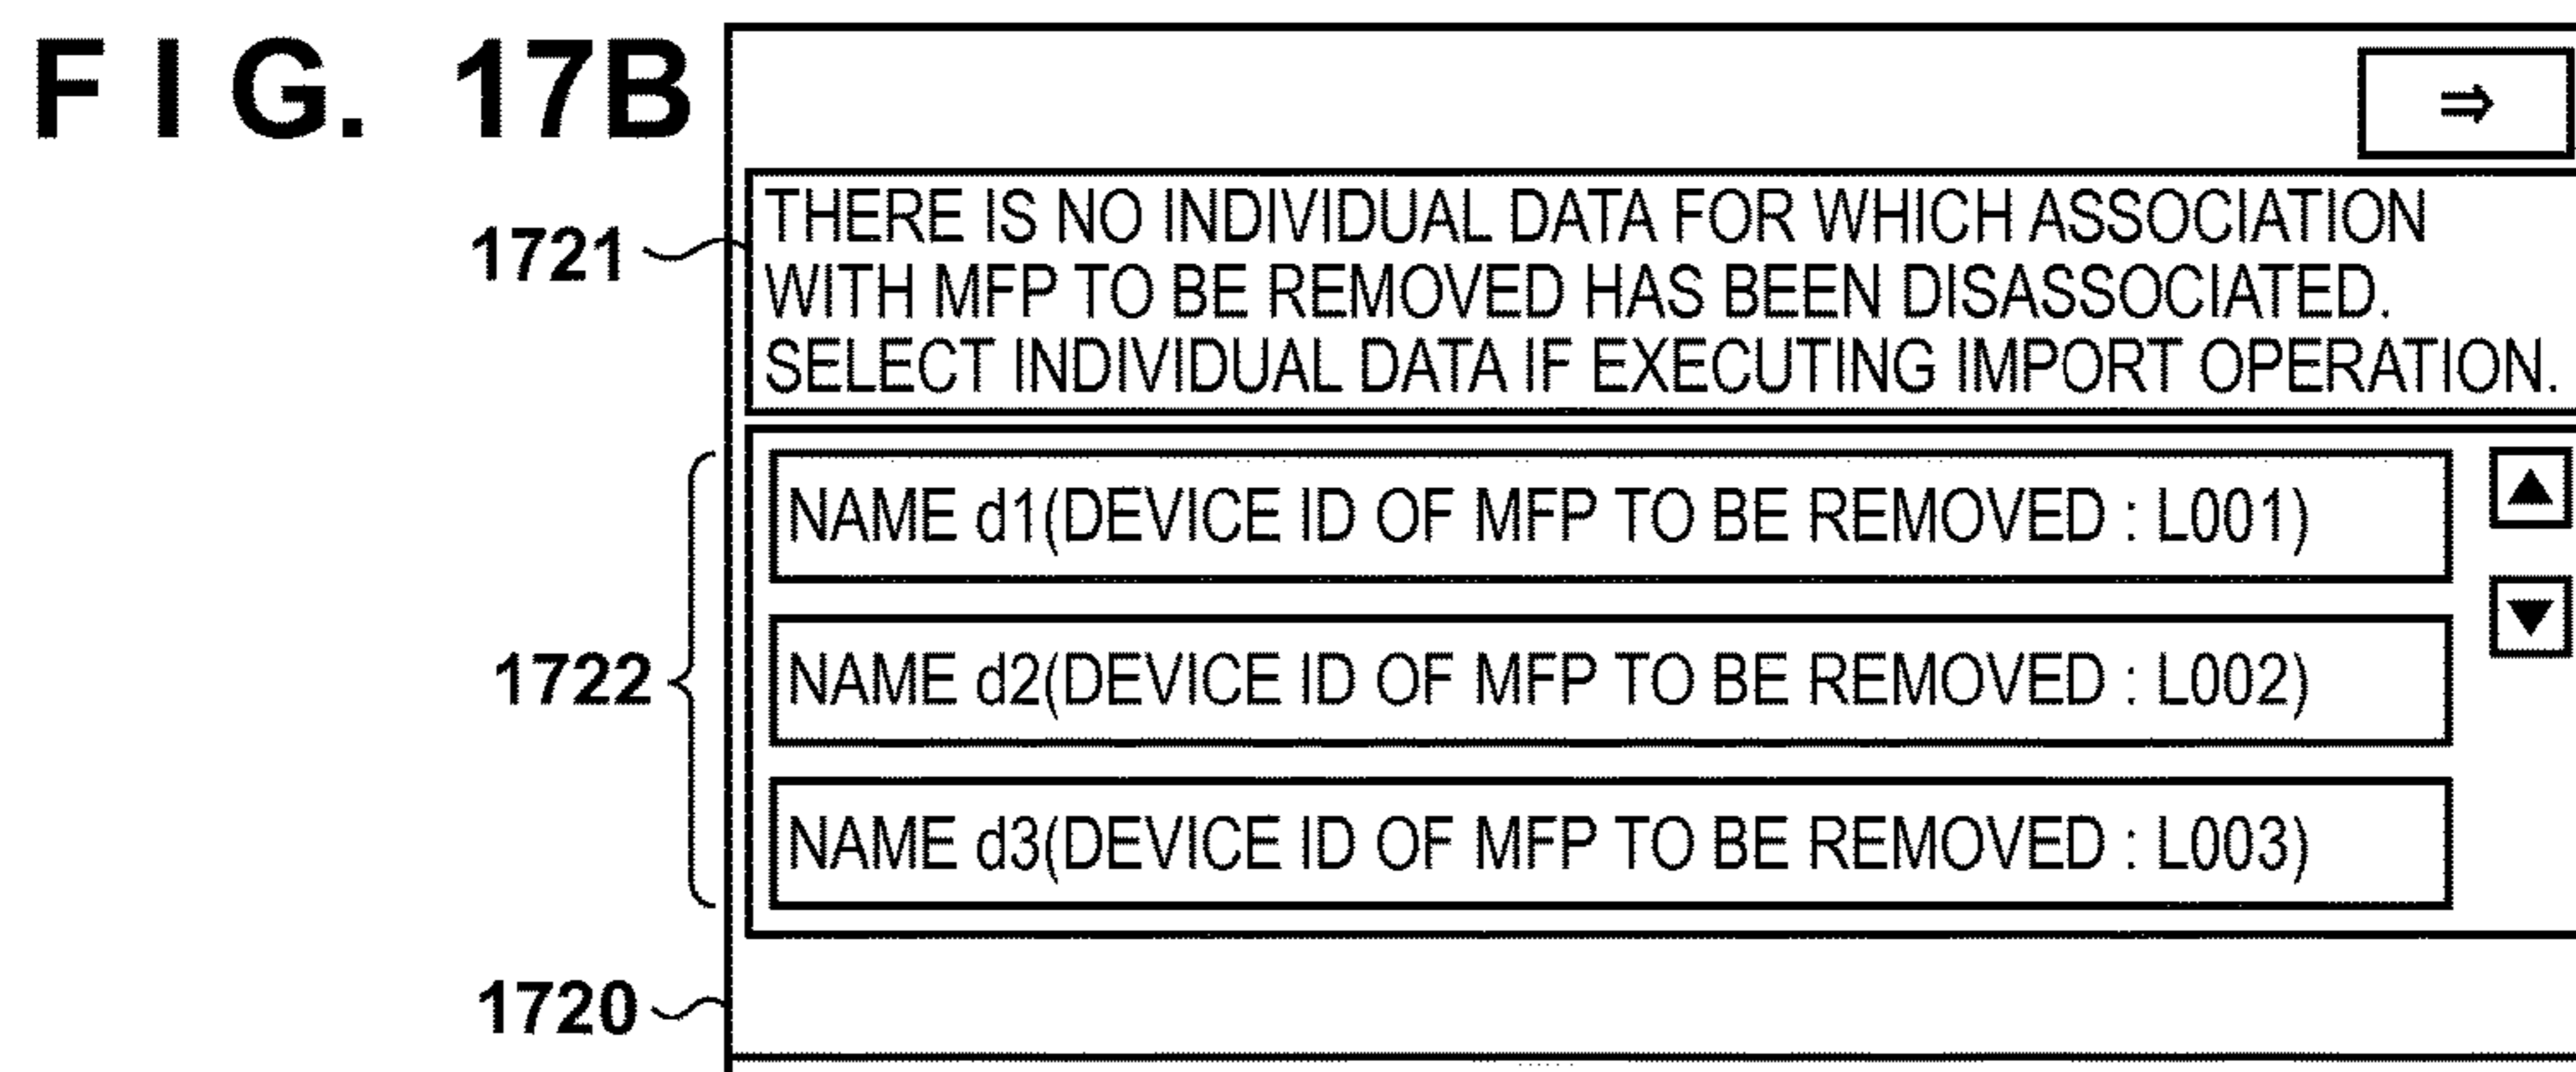 F I G. 17B
⇒
1721
THERE IS NO INDIVIDUAL DATA FOR WHICH ASSOCIATION
WITH MFP TO BE REMOVED HAS BEEN DISASSOCIATED.
SELECT INDIVIDUAL DATA IF EXECUTING IMPORT OPERATION.
1722
NAME d1(DEVICE ID OF MFP TO BE REMOVED : L001)
NAME d2(DEVICE ID OF MFP TO BE REMOVED : L002)
NAME d3(DEVICE ID OF MFP TO BE REMOVED : L003)
1720